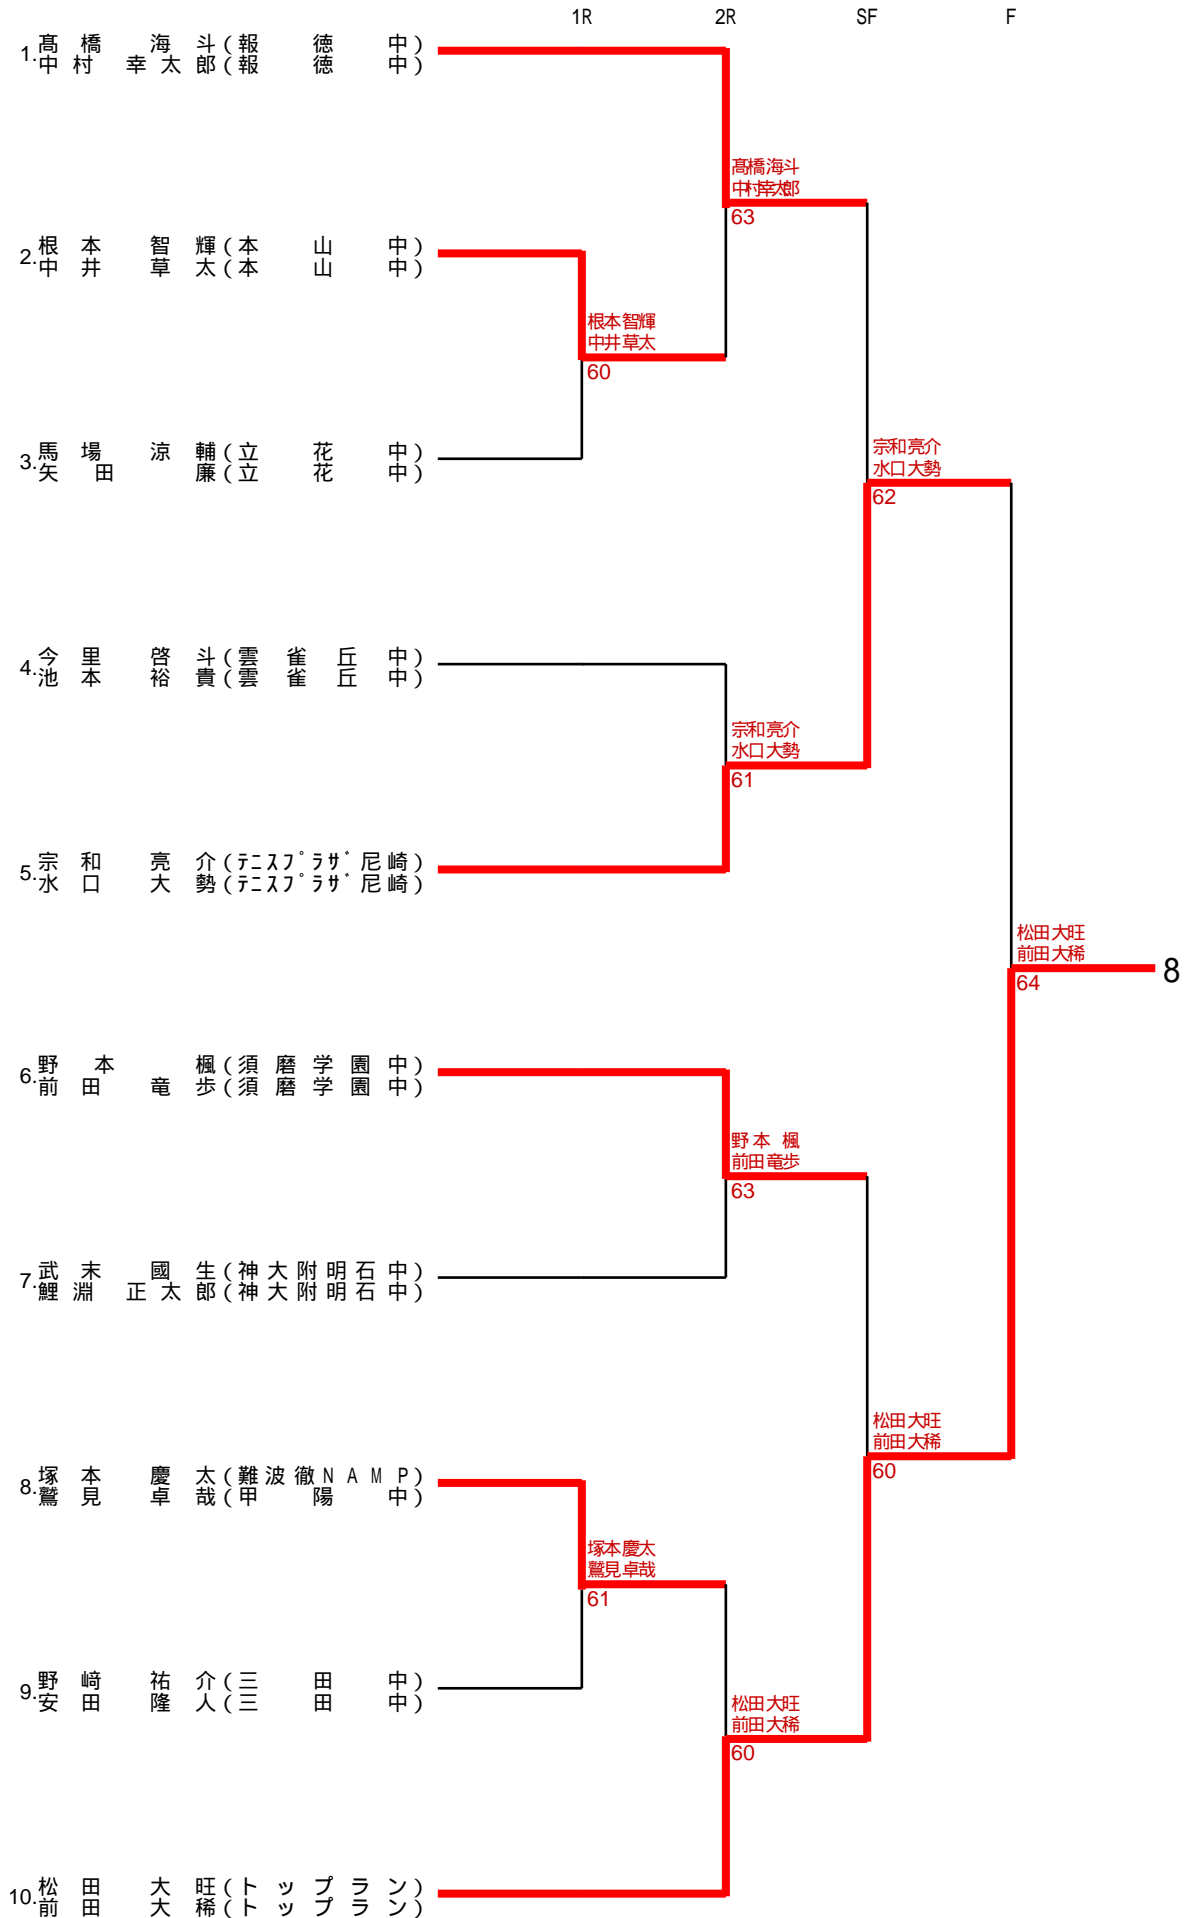 1R 2R SF F
1. 髙橋 海斗(報徳中)
中村 幸太郎(報徳中)
髙橋海斗
中村幸太郎
63
2. 根本 智輝(本山中)
中井 草太(本山中)
根本智輝
中井草太
60
3. 馬場 涼輔(立花中)
矢田 廉(立花中)
宗和亮介
水口大勢
62
4. 今里 啓斗(雲雀丘中)
池本 裕貴(雲雀丘中)
宗和亮介
水口大勢
61
5. 宗和 亮介(ﾃﾆｽﾌﾟﾗｻﾞ尼崎)
水口 大勢(ﾃﾆｽﾌﾟﾗｻﾞ尼崎)
松田大旺
前田大稀
64
8
6. 野本 楓(須磨学園中)
前田 竜歩(須磨学園中)
野本 楓
前田竜歩
63
7. 武末 國生(神大附明石中)
鯉淵 正太郎(神大附明石中)
松田大旺
前田大稀
60
8. 塚本 慶太(難波徹NAMP)
鷲見 卓哉(甲陽中)
塚本慶太
鷲見卓哉
61
9. 野﨑 祐介(三田中)
安田 隆人(三田中)
松田大旺
前田大稀
60
10. 松田 大旺(トップラン)
前田 大稀(トップラン)